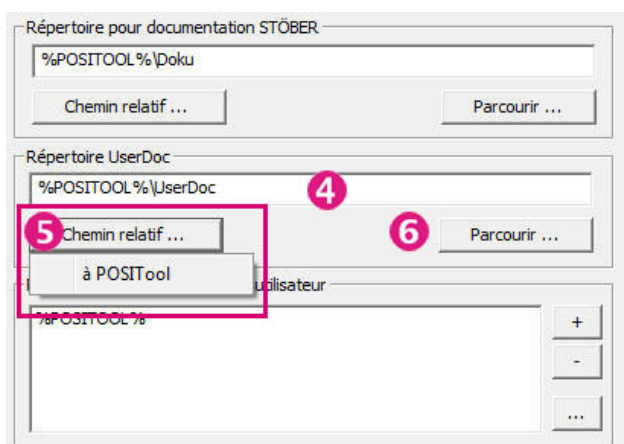 Répertoire pour documentation STÖBER
%POSITOOL%\Doku
Chemin relatif ...
Parcourir ...
Répertoire UserDoc
%POSITOOL%\UserDoc
4
5
Chemin relatif ...
6
Parcourir ...
à POSITool
utilisateur
%POSITOOL%
+
-
...